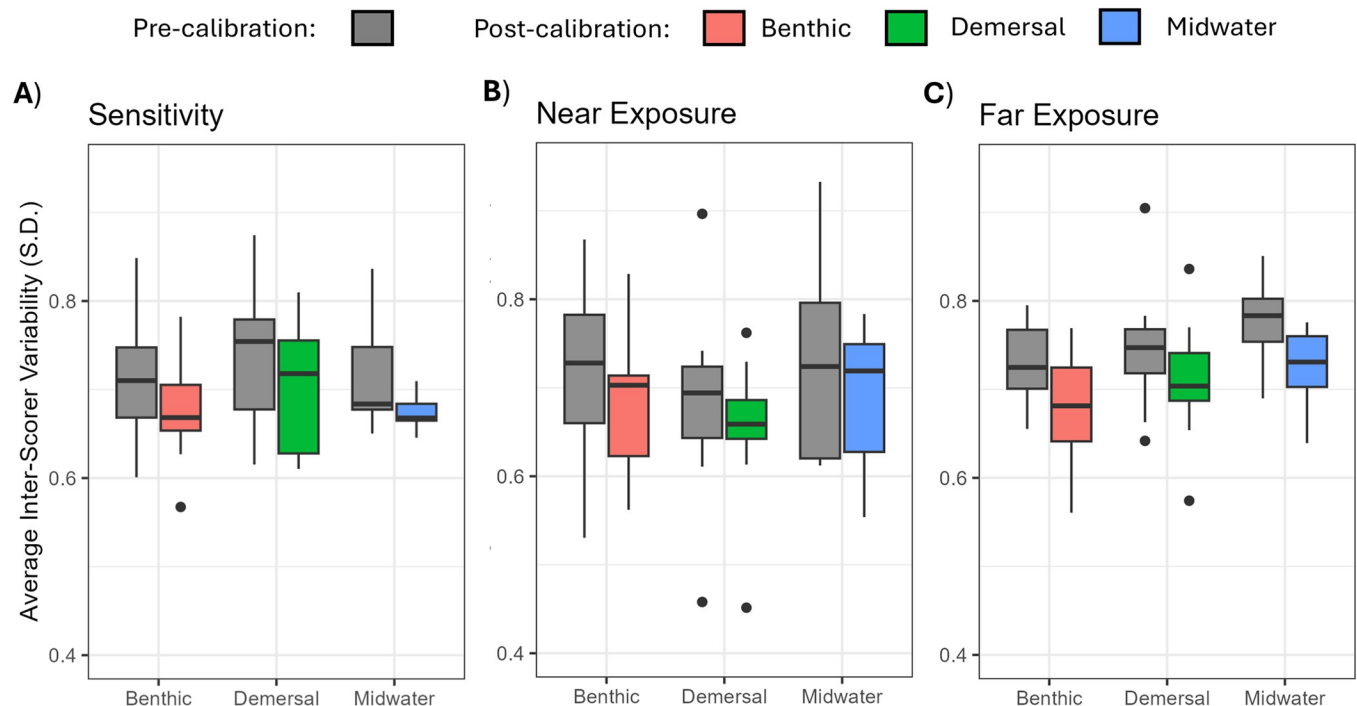 Pre-calibration: Post-calibration: Benthic Demersal Midwater
A) Sensitivity
B) Near Exposure
C) Far Exposure
Average Inter-Scorer Variability (S.D.)
0.8
0.6
0.4
Benthic Demersal Midwater
0.8
0.6
0.4
Benthic Demersal Midwater
0.8
0.6
0.4
Benthic Demersal Midwater